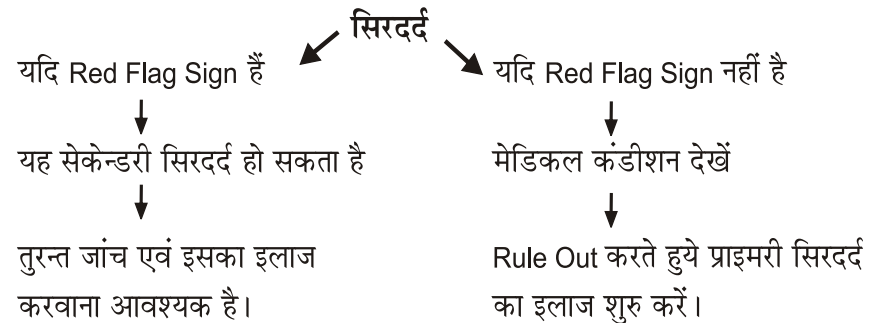 सिरदर्द
यदि Red Flag Sign हैं
यह सेकेन्डरी सिरदर्द हो सकता है
तुरन्त जांच एवं इसका इलाज
करवाना आवश्यक है।
यदि Red Flag Sign नहीं है
मेडिकल कंडीशन देखें
Rule Out करते हुये प्राइमरी सिरदर्द
का इलाज शुरु करें।